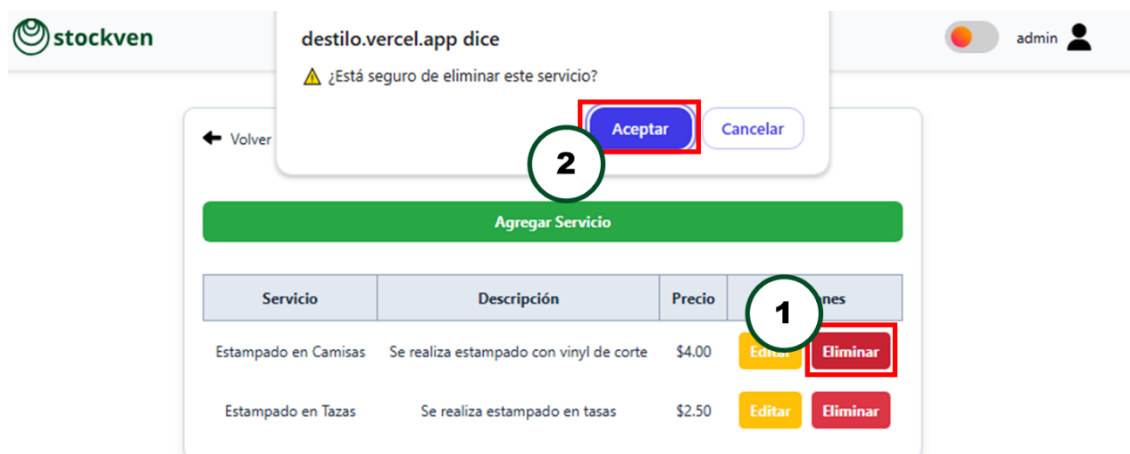 stockven
destilo.vercel.app dice
admin
¿Está seguro de eliminar este servicio?
Aceptar
Cancelar
Volver
2
Agregar Servicio
Servicio
Descripción
Precio
1
nes
Estampado en Camisas
Se realiza estampado con vinyl de corte
$4.00
Editar
Eliminar
Estampado en Tazas
Se realiza estampado en tasas
$2.50
Editar
Eliminar